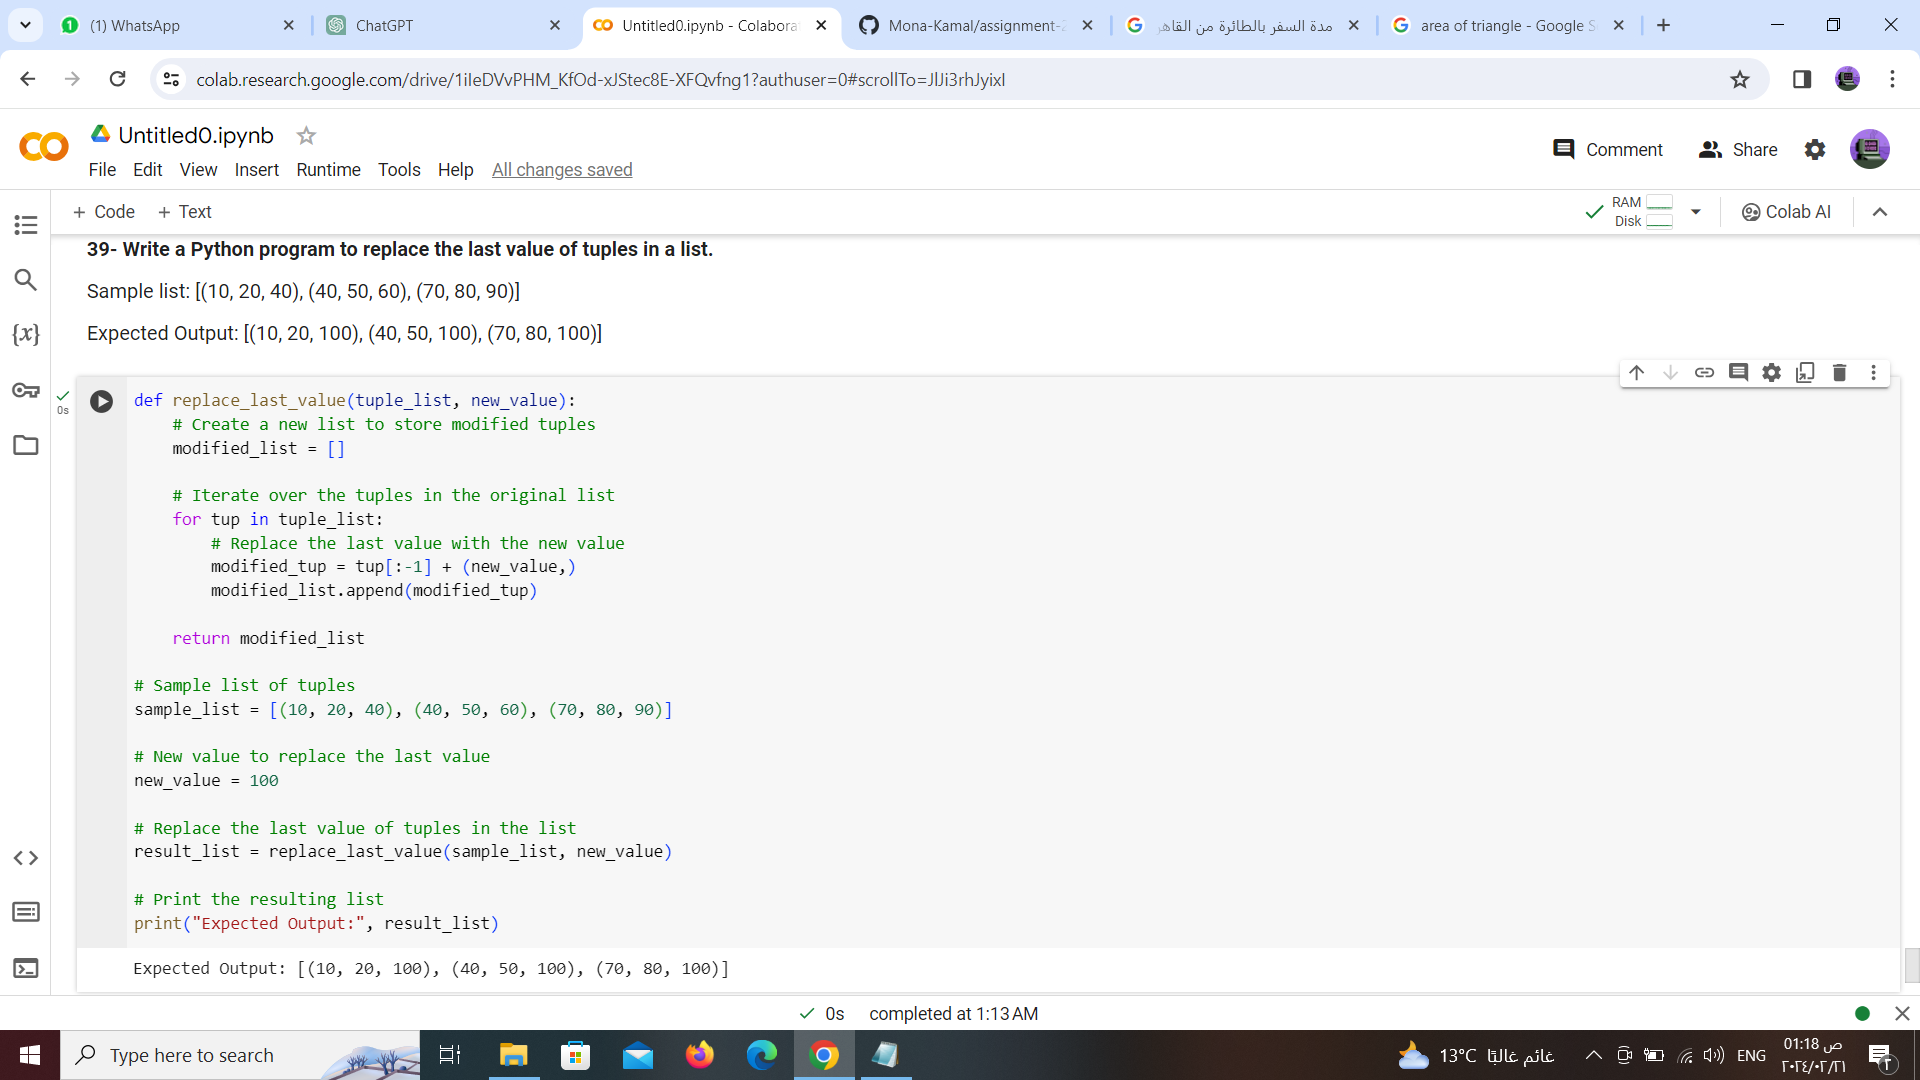 (1) WhatsApp
ChatGPT
Untitled0.ipynb - Colabora
Mona-Kamal/assignment-2
مدة السفر بالطائرة من القاهر
area of triangle - Google S
colab.research.google.com/drive/1iIeDVvPHM_KfOd-xJStec8E-XFQvfng1?authuser=0#scrollTo=JlJi3rhJyixI
Untitled0.ipynb
Comment
Share
File Edit View Insert Runtime Tools Help All changes saved
+ Code + Text
RAM
Disk
Colab AI
39- Write a Python program to replace the last value of tuples in a list.
Sample list: [(10, 20, 40), (40, 50, 60), (70, 80, 90)]
Expected Output: [(10, 20, 100), (40, 50, 100), (70, 80, 100)]
{x}
0s
def replace_last_value(tuple_list, new_value):
    # Create a new list to store modified tuples
    modified_list = []
    # Iterate over the tuples in the original list
    for tup in tuple_list:
        # Replace the last value with the new value
        modified_tup = tup[:-1] + (new_value,)
        modified_list.append(modified_tup)
    return modified_list
# Sample list of tuples
sample_list = [(10, 20, 40), (40, 50, 60), (70, 80, 90)]
# New value to replace the last value
new_value = 100
# Replace the last value of tuples in the list
result_list = replace_last_value(sample_list, new_value)
# Print the resulting list
print("Expected Output:", result_list)
Expected Output: [(10, 20, 100), (40, 50, 100), (70, 80, 100)]
0s completed at 1:13 AM
Type here to search
13°C غائم غالبًا
ENG
01:18 ص
٢٠٢٤/٠٢/٢١
٢